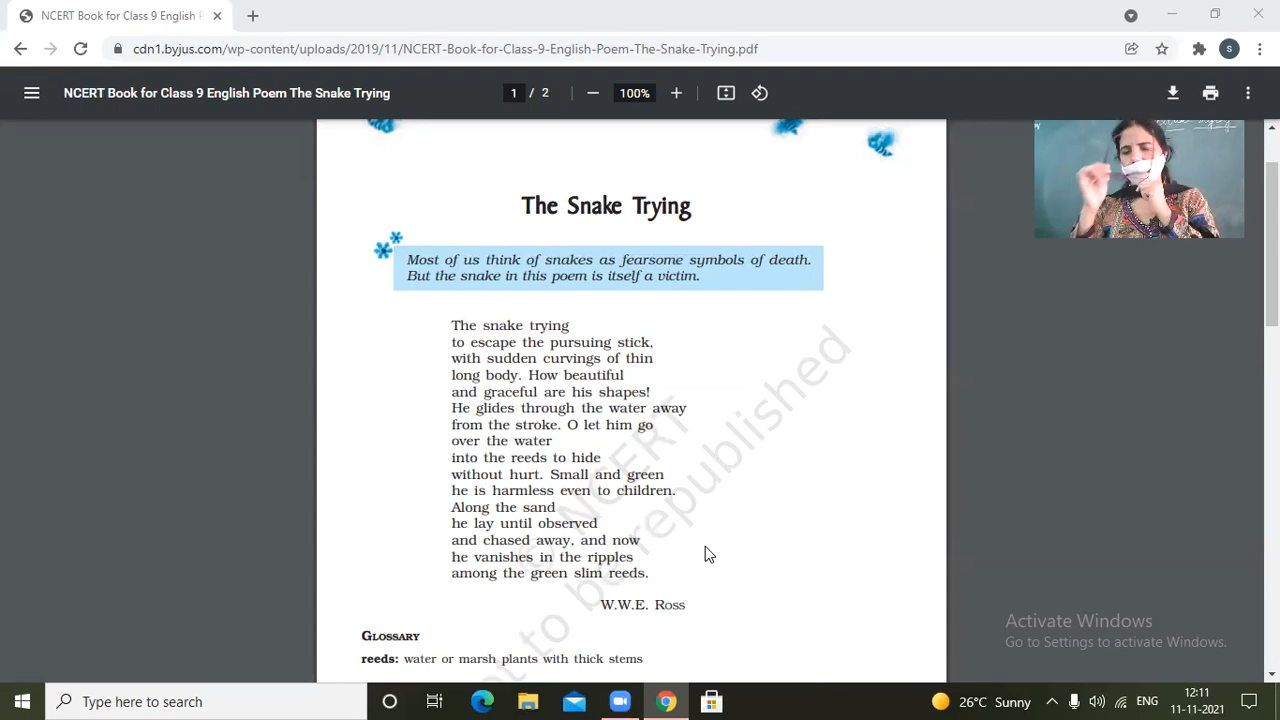 NCERT Book for Class 9 English P
cdn1.byjus.com/wp-content/uploads/2019/11/NCERT-Book-for-Class-9-English-Poem-The-Snake-Trying.pdf
S
NCERT Book for Class 9 English Poem The Snake Trying
1 / 2
100%
The Snake Trying
Most of us think of snakes as fearsome symbols of death.
But the snake in this poem is itself a victim.
The snake trying
to escape the pursuing stick,
with sudden curvings of thin
long body. How beautiful
and graceful are his shapes!
He glides through the water away
from the stroke. O let him go
over the water
into the reeds to hide
without hurt. Small and green
he is harmless even to children.
Along the sand
he lay until observed
and chased away, and now
he vanishes in the ripples
among the green slim reeds.
W.W.E. Ross
GLOSSARY
reeds: water or marsh plants with thick stems
© NCERT
not to be republished
Activate Windows
Go to Settings to activate Windows.
Type here to search
26°C Sunny
ENG
12:11
11-11-2021